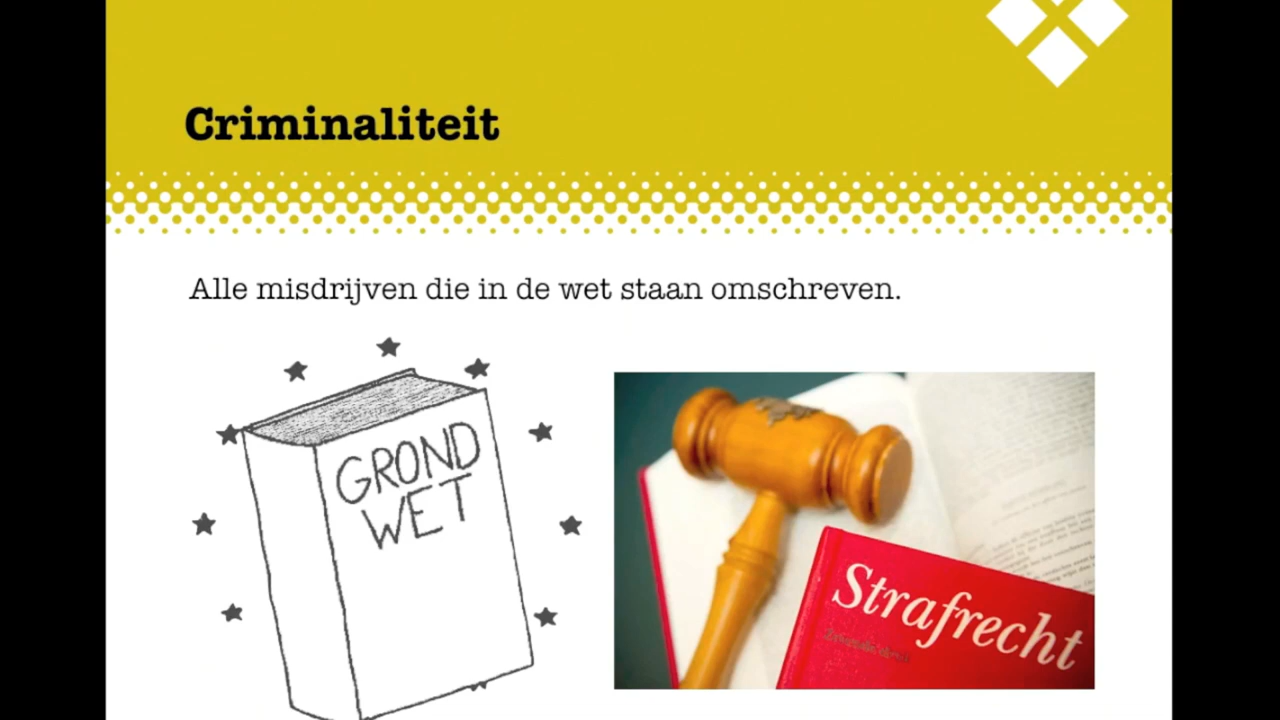 Criminaliteit
Alle misdrijven die in de wet staan omschreven.
GROND
WET
Strafrecht